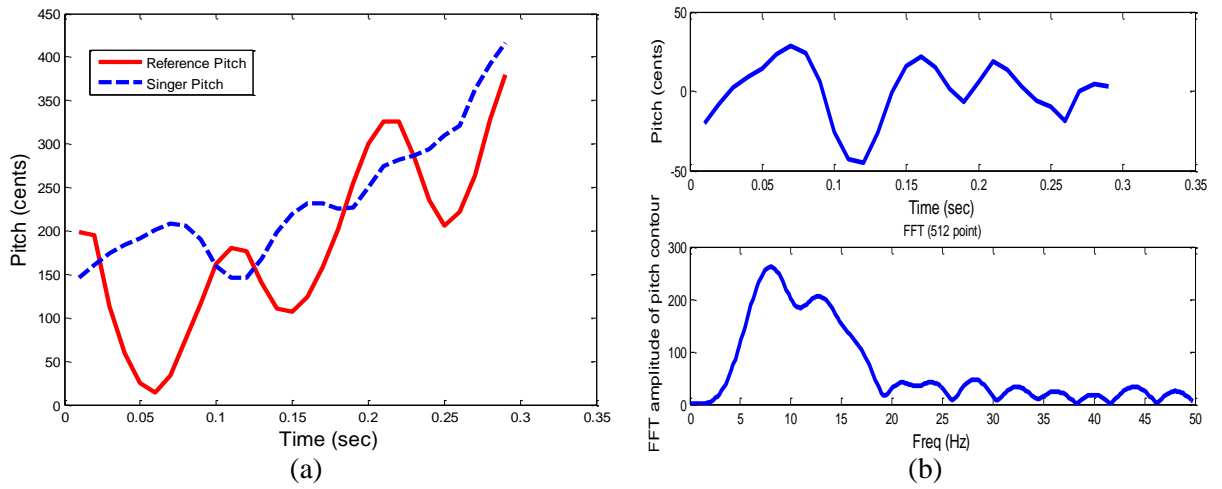 450
400
350
300
250
200
150
100
50
0
Pitch (cents)
Reference Pitch
Singer Pitch
0 0.05 0.1 0.15 0.2 0.25 0.3 0.35
Time (sec)
(a)
50
0
-50
Pitch (cents)
0 0.05 0.1 0.15 0.2 0.25 0.3 0.35
Time (sec)
FFT (512 point)
300
200
100
0
FFT amplitude of pitch contour
0 5 10 15 20 25 30 35 40 45 50
Freq (Hz)
(b)